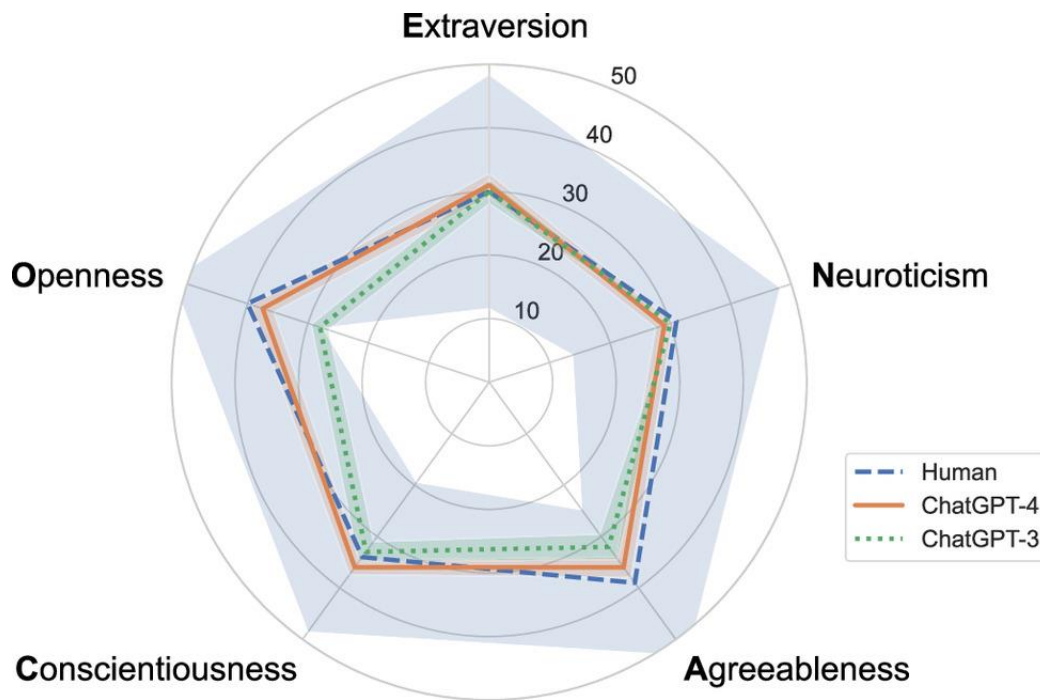 Extraversion
50
40
30
20
10
Openness
Neuroticism
Human
ChatGPT-4
ChatGPT-3
Conscientiousness
Agreeableness